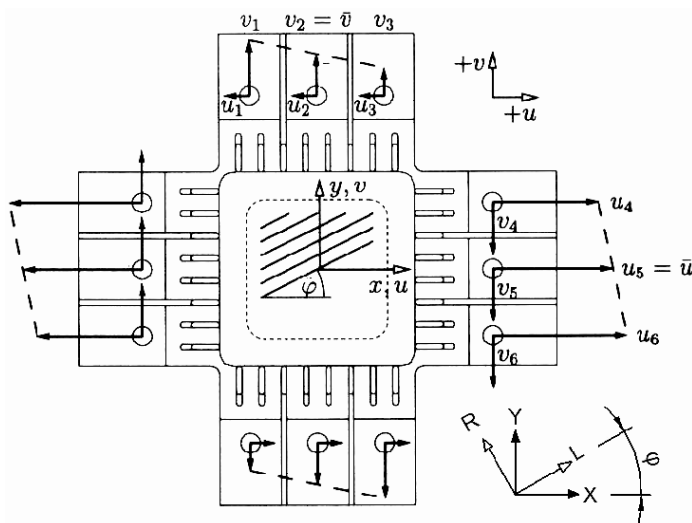 v₁ v₂ = v̄ v₃
+v
+u
u₁ u₂ u₃
y, v
x, u
φ
u₄
v₄
u₅ = ū
v₅
u₆
v₆
R Y L X φ